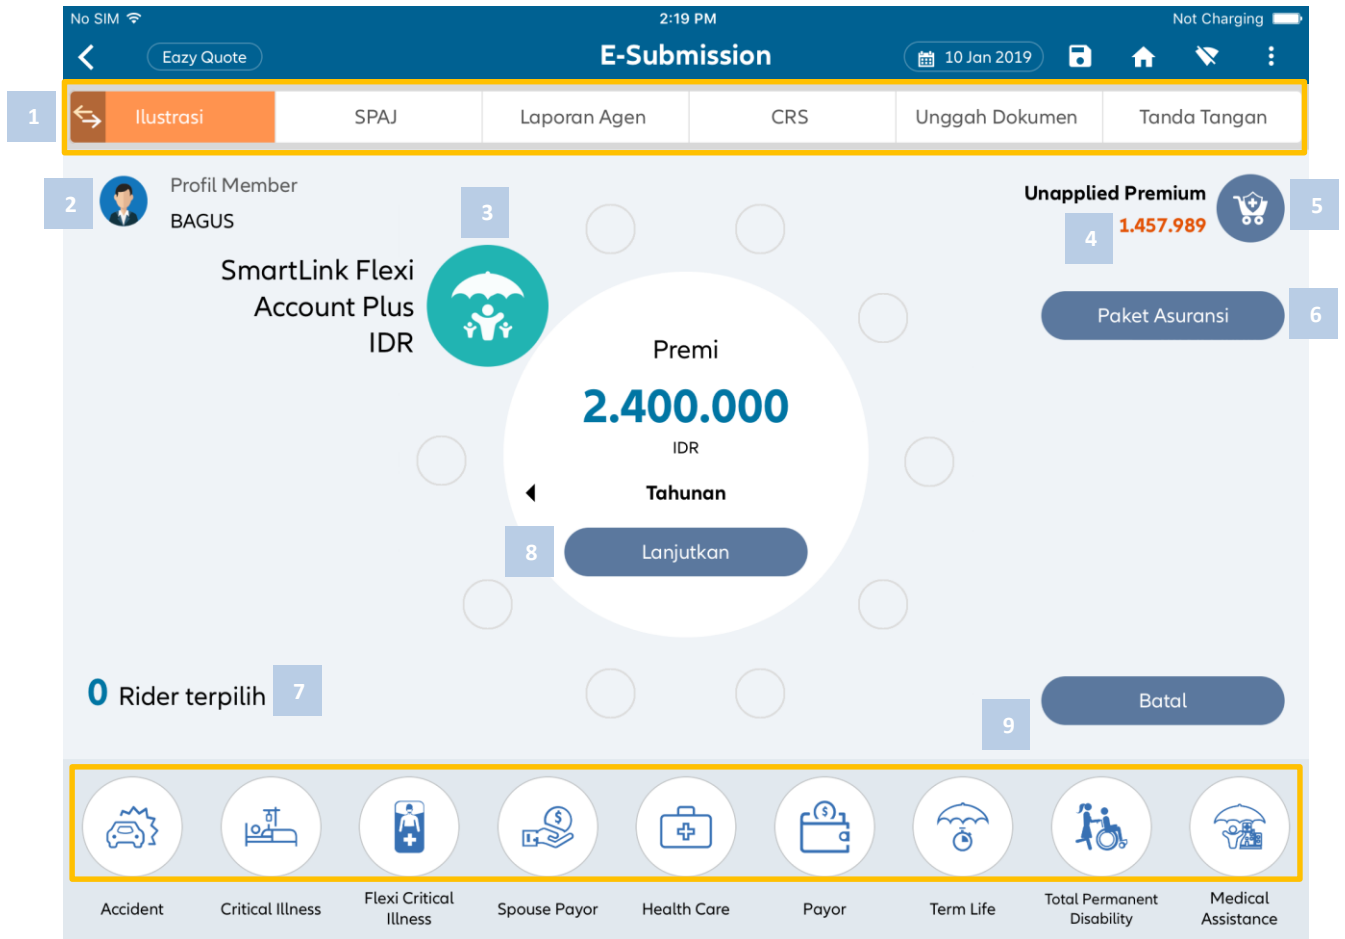 No SIM
2:19 PM
Not Charging
Eazy Quote
E-Submission
10 Jan 2019
1
Ilustrasi
SPAJ
Laporan Agen
CRS
Unggah Dokumen
Tanda Tangan
2
Profil Member
BAGUS
3
Unapplied Premium
1.457.989
4
5
SmartLink Flexi
Account Plus
IDR
Paket Asuransi
6
Premi
2.400.000
IDR
Tahunan
8
Lanjutkan
0 Rider terpilih
7
Batal
9
Accident
Critical Illness
Flexi Critical
Illness
Spouse Payor
Health Care
Payor
Term Life
Total Permanent
Disability
Medical
Assistance